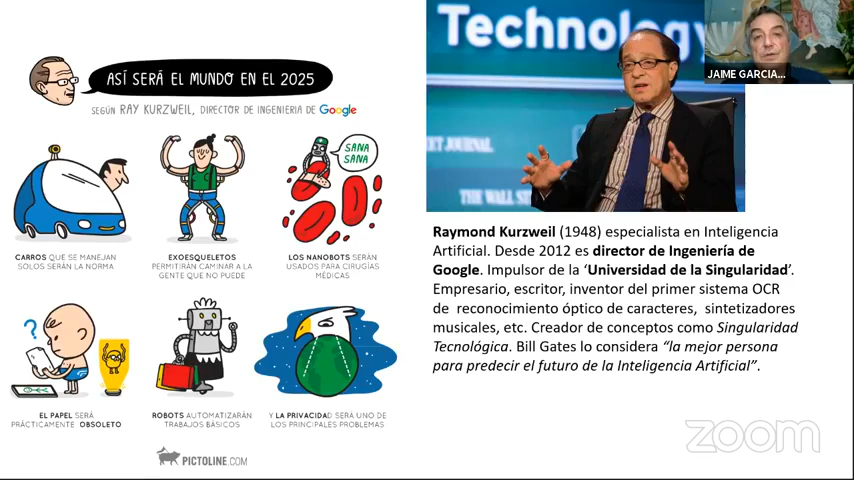 ASÍ SERÁ EL MUNDO EN EL 2025
SEGÚN RAY KURZWEIL, DIRECTOR DE INGENIERIA DE Google
SANA
SANA
CARROS QUE SE MANEJAN
SOLOS SERÁN LA NORMA
EXOESQUELETOS
PERMITIRÁN CAMINAR A LA
GENTE QUE NO PUEDE
LOS NANOBOTS SERÁN
USADOS PARA CIRUGÍAS
MÉDICAS
?
EL PAPEL SERÁ
PRÁCTICAMENTE OBSOLETO
ROBOTS AUTOMATIZARÁN
TRABAJOS BÁSICOS
Y LA PRIVACIDAD SERÁ UNO DE
LOS PRINCIPALES PROBLEMAS
PICTOLINE.COM
Technology
JAIME GARCIA...
EET JOURNAL
THE WALL S
Raymond Kurzweil (1948) especialista en Inteligencia
Artificial. Desde 2012 es director de Ingeniería de
Google. Impulsor de la ‘Universidad de la Singularidad’.
Empresario, escritor, inventor del primer sistema OCR
de reconocimiento óptico de caracteres, sintetizadores
musicales, etc. Creador de conceptos como Singularidad
Tecnológica. Bill Gates lo considera “la mejor persona
para predecir el futuro de la Inteligencia Artificial”.
zoom